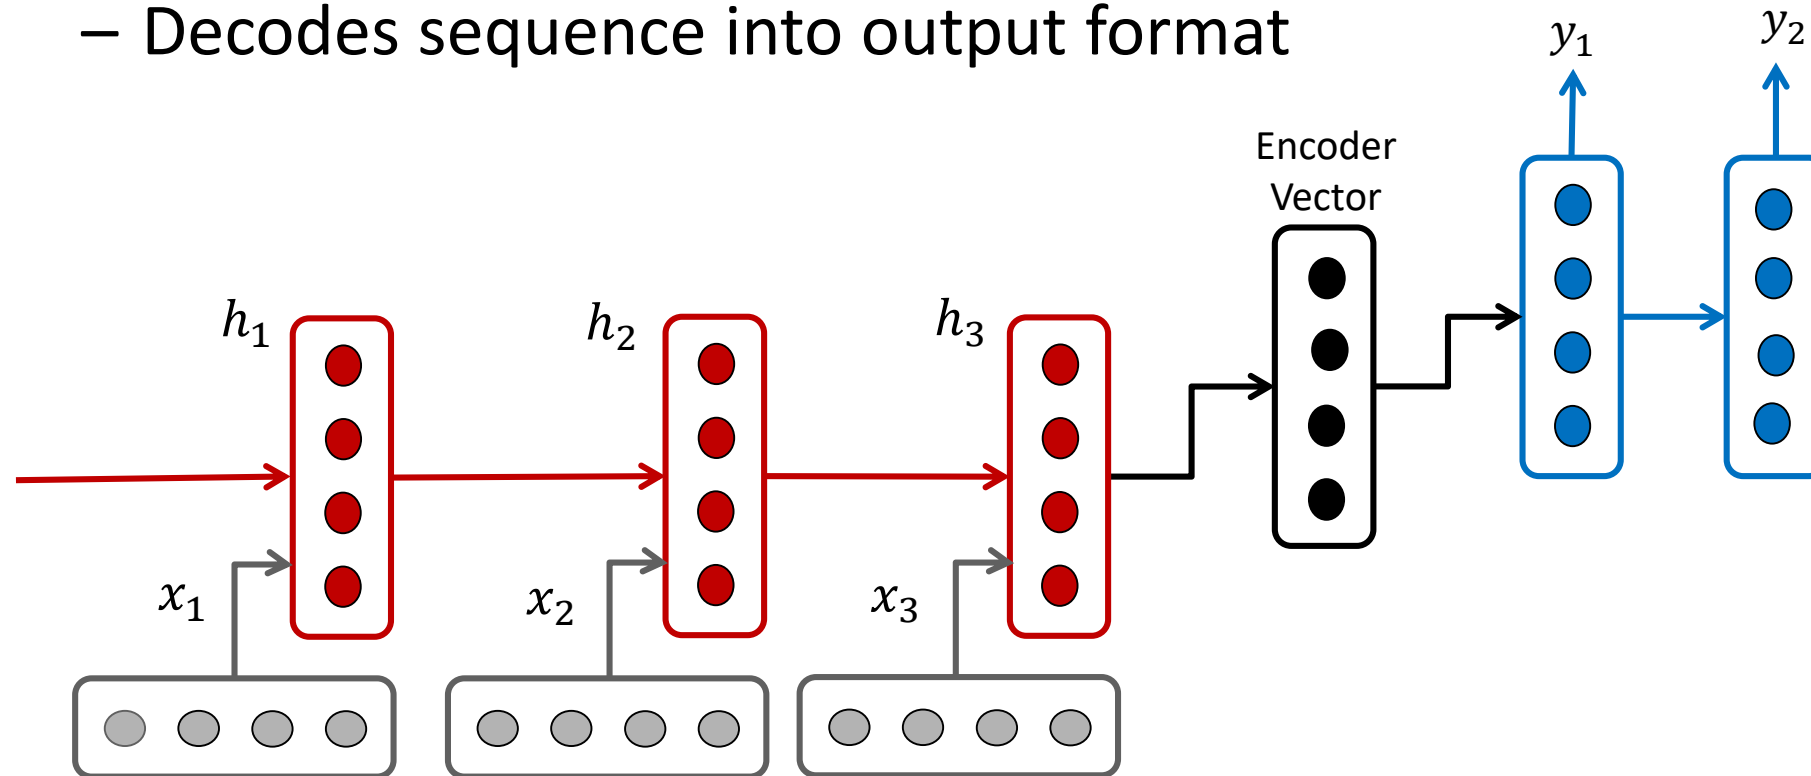 – Decodes sequence into output format
y₁
y₂
Encoder
Vector
h₁
h₂
h₃
x₁
x₂
x₃